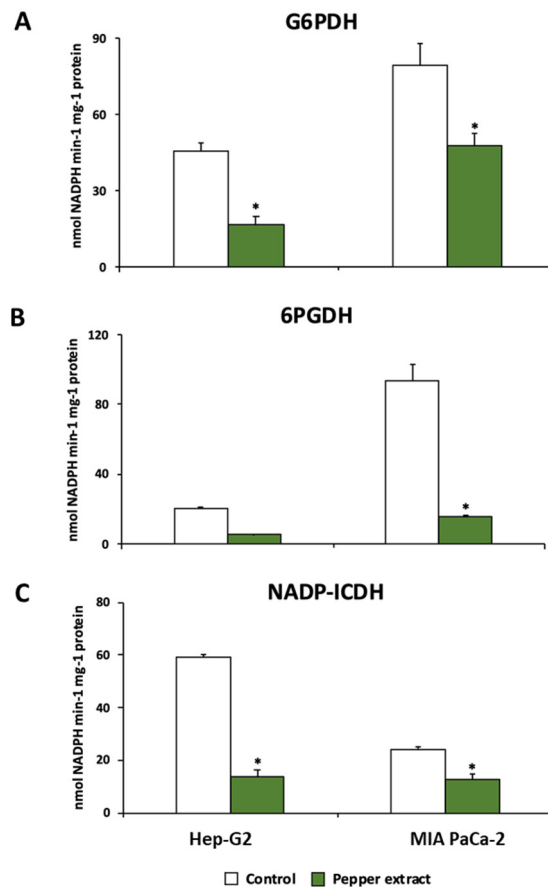 A
G6PDH
nmol NADPH min-1 mg-1 protein
90
60
30
0
*
*
B
6PGDH
nmol NADPH min-1 mg-1 protein
120
80
40
0
*
C
NADP-ICDH
nmol NADPH min-1 mg-1 protein
80
60
40
20
0
*
*
Hep-G2 MIA PaCa-2
Control Pepper extract